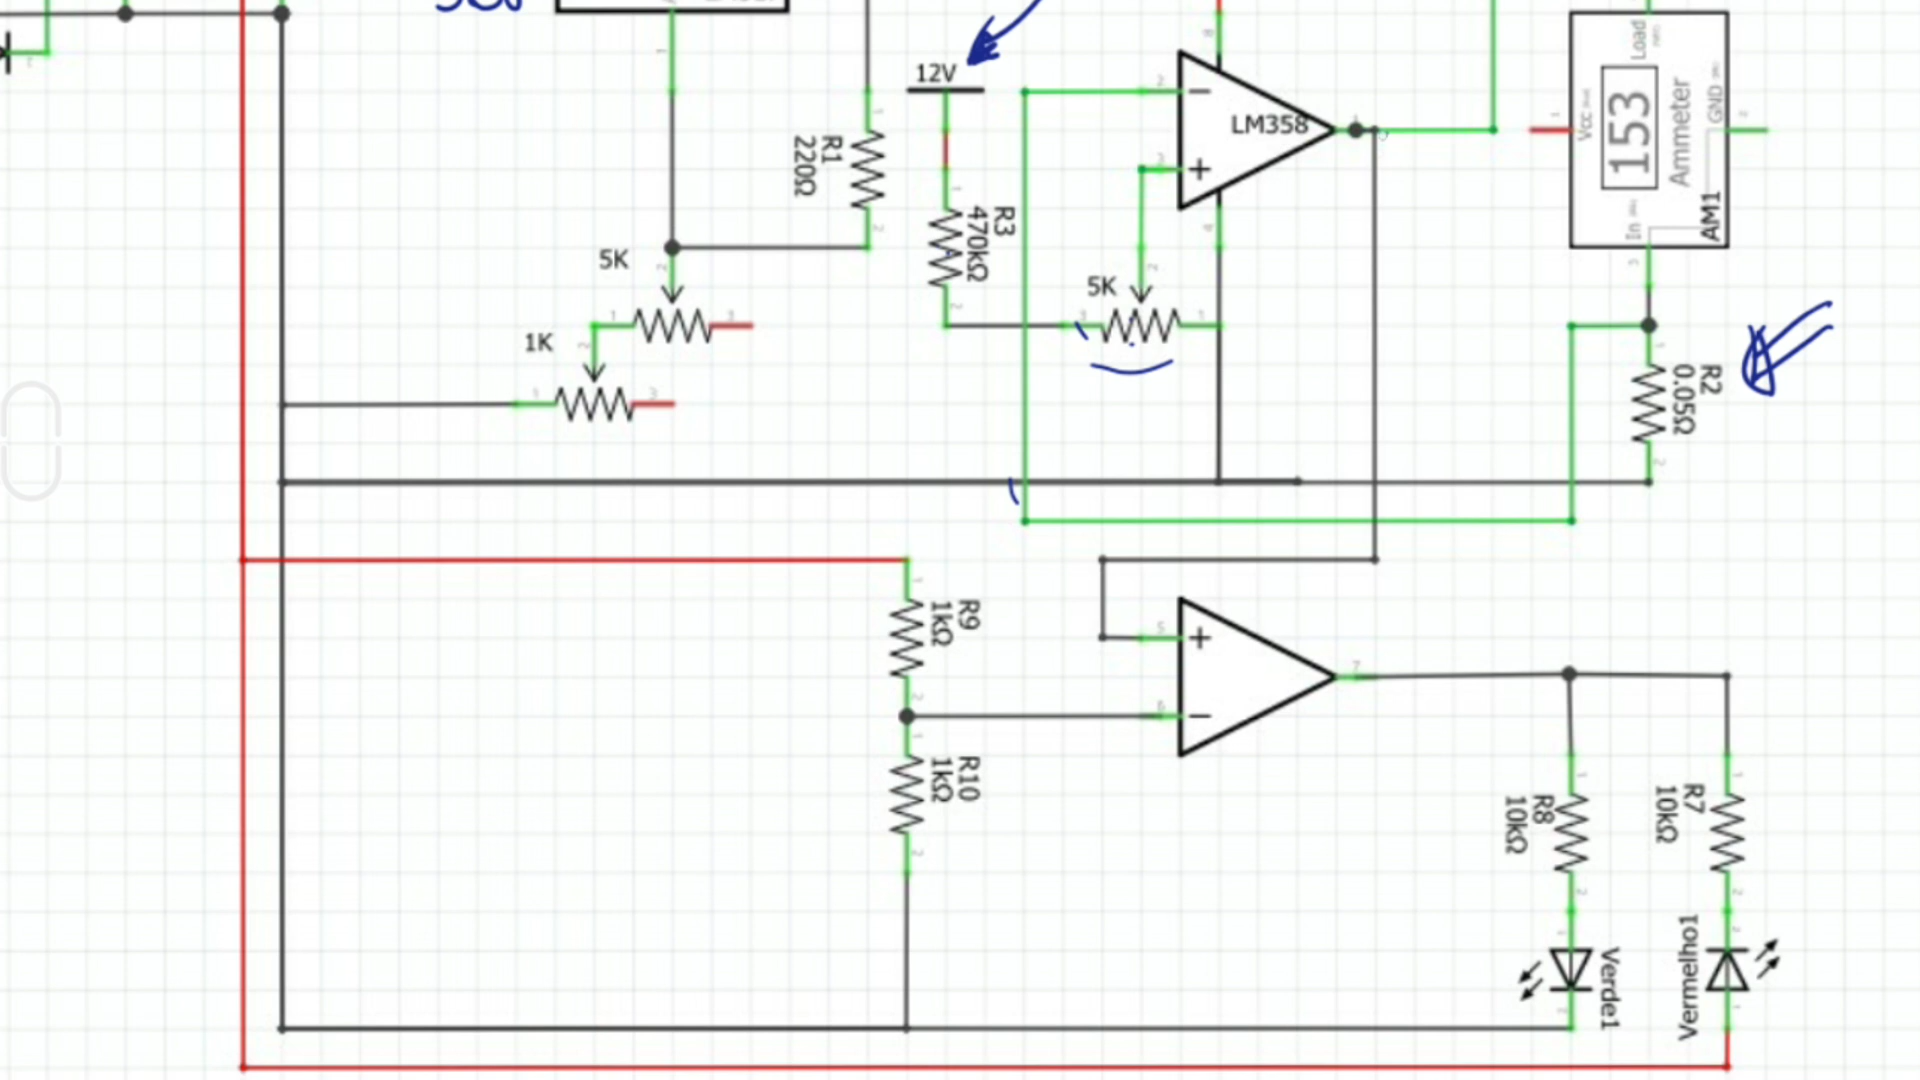 12V
LM358
R1
220Ω
R3
470kΩ
5K
5K
1K
Load
Vcc
153
Ammeter
GND
In
AM1
R2
0.05Ω
R9
1kΩ
R10
1kΩ
R8
10kΩ
R7
10kΩ
Verde1
Vermelho1